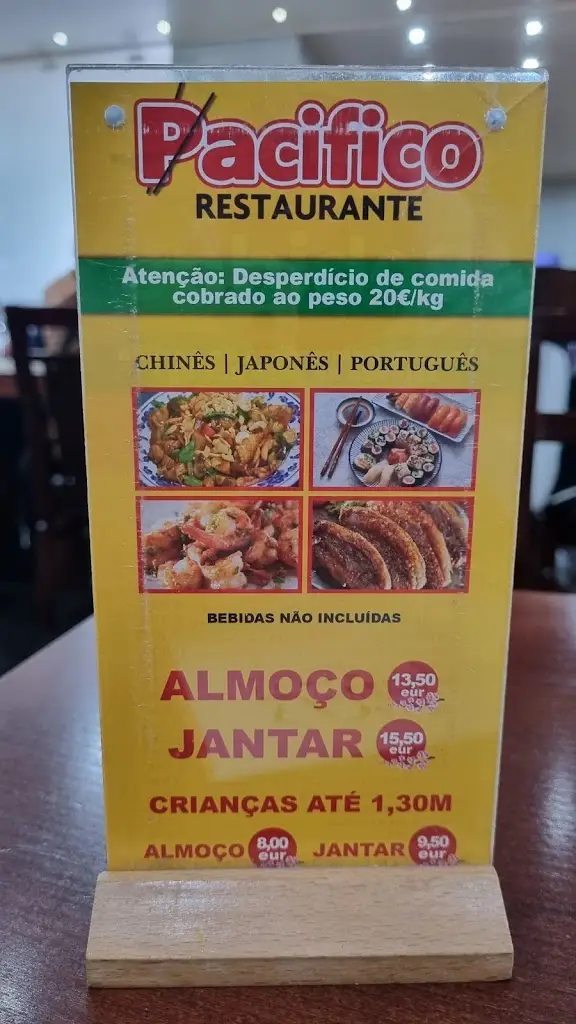 Pacifico
RESTAURANTE
Atenção: Desperdício de comida
cobrado ao peso 20€/kg
CHINÊS | JAPONÊS | PORTUGUÊS
BEBIDAS NÃO INCLUÍDAS
ALMOÇO 13,50 eur
JANTAR 15,50 eur
CRIANÇAS ATÉ 1,30M
ALMOÇO 8,00 eur JANTAR 9,50 eur